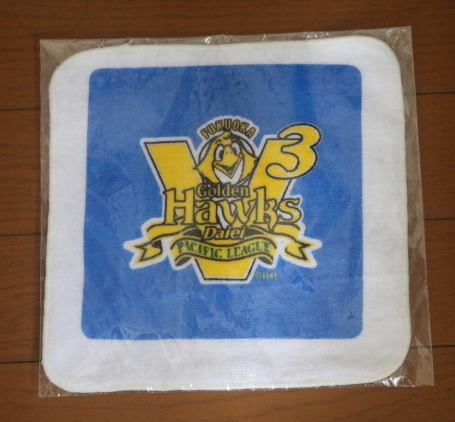 FUKUOKA
V3
Golden
Hawks
Daiei
PACIFIC LEAGUE